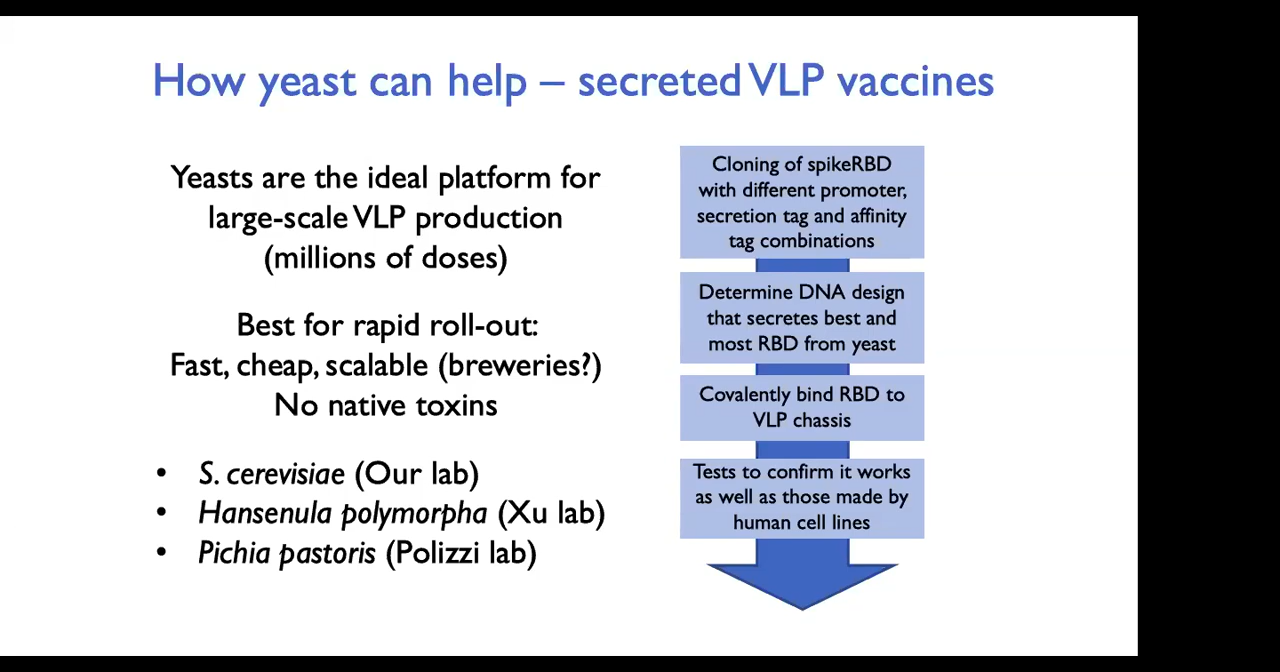 How yeast can help – secreted VLP vaccines
Yeasts are the ideal platform for
large-scale VLP production
(millions of doses)
Best for rapid roll-out:
Fast, cheap, scalable (breweries?)
No native toxins
• S. cerevisiae (Our lab)
• Hansenula polymorpha (Xu lab)
• Pichia pastoris (Polizzi lab)
Cloning of spikeRBD
with different promoter,
secretion tag and affinity
tag combinations
Determine DNA design
that secretes best and
most RBD from yeast
Covalently bind RBD to
VLP chassis
Tests to confirm it works
as well as those made by
human cell lines